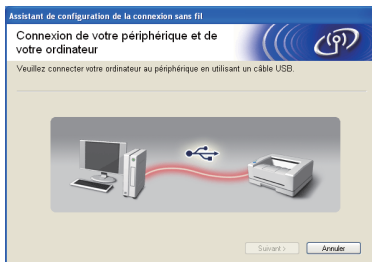 Assistant de configuration de la connexion sans fil
Connexion de votre périphérique et de
votre ordinateur
Veuillez connecter votre ordinateur au périphérique en utilisant un câble USB.
Suivant >
Annuler